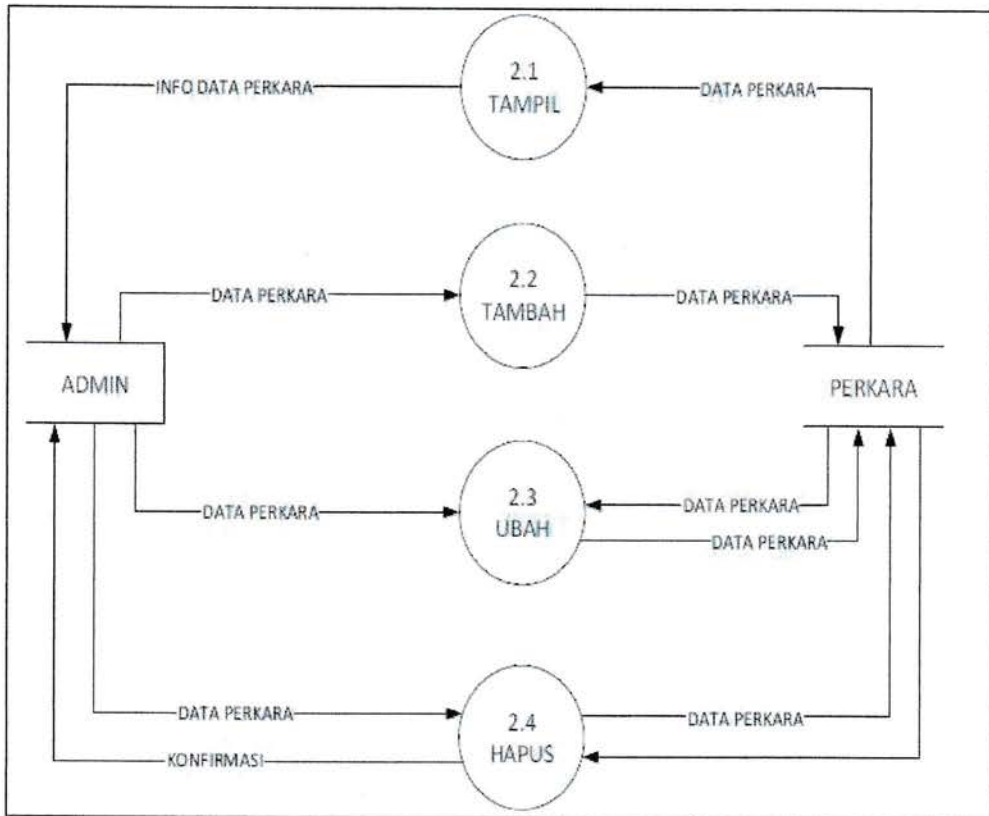 2.1
TAMPIL
INFO DATA PERKARA
DATA PERKARA
2.2
TAMBAH
DATA PERKARA
DATA PERKARA
ADMIN
PERKARA
2.3
UBAH
DATA PERKARA
DATA PERKARA
DATA PERKARA
2.4
HAPUS
DATA PERKARA
DATA PERKARA
KONFIRMASI